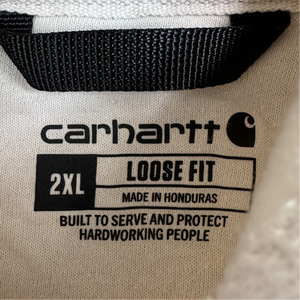 carhartt
2XL LOOSE FIT
MADE IN HONDURAS
BUILT TO SERVE AND PROTECT
HARDWORKING PEOPLE